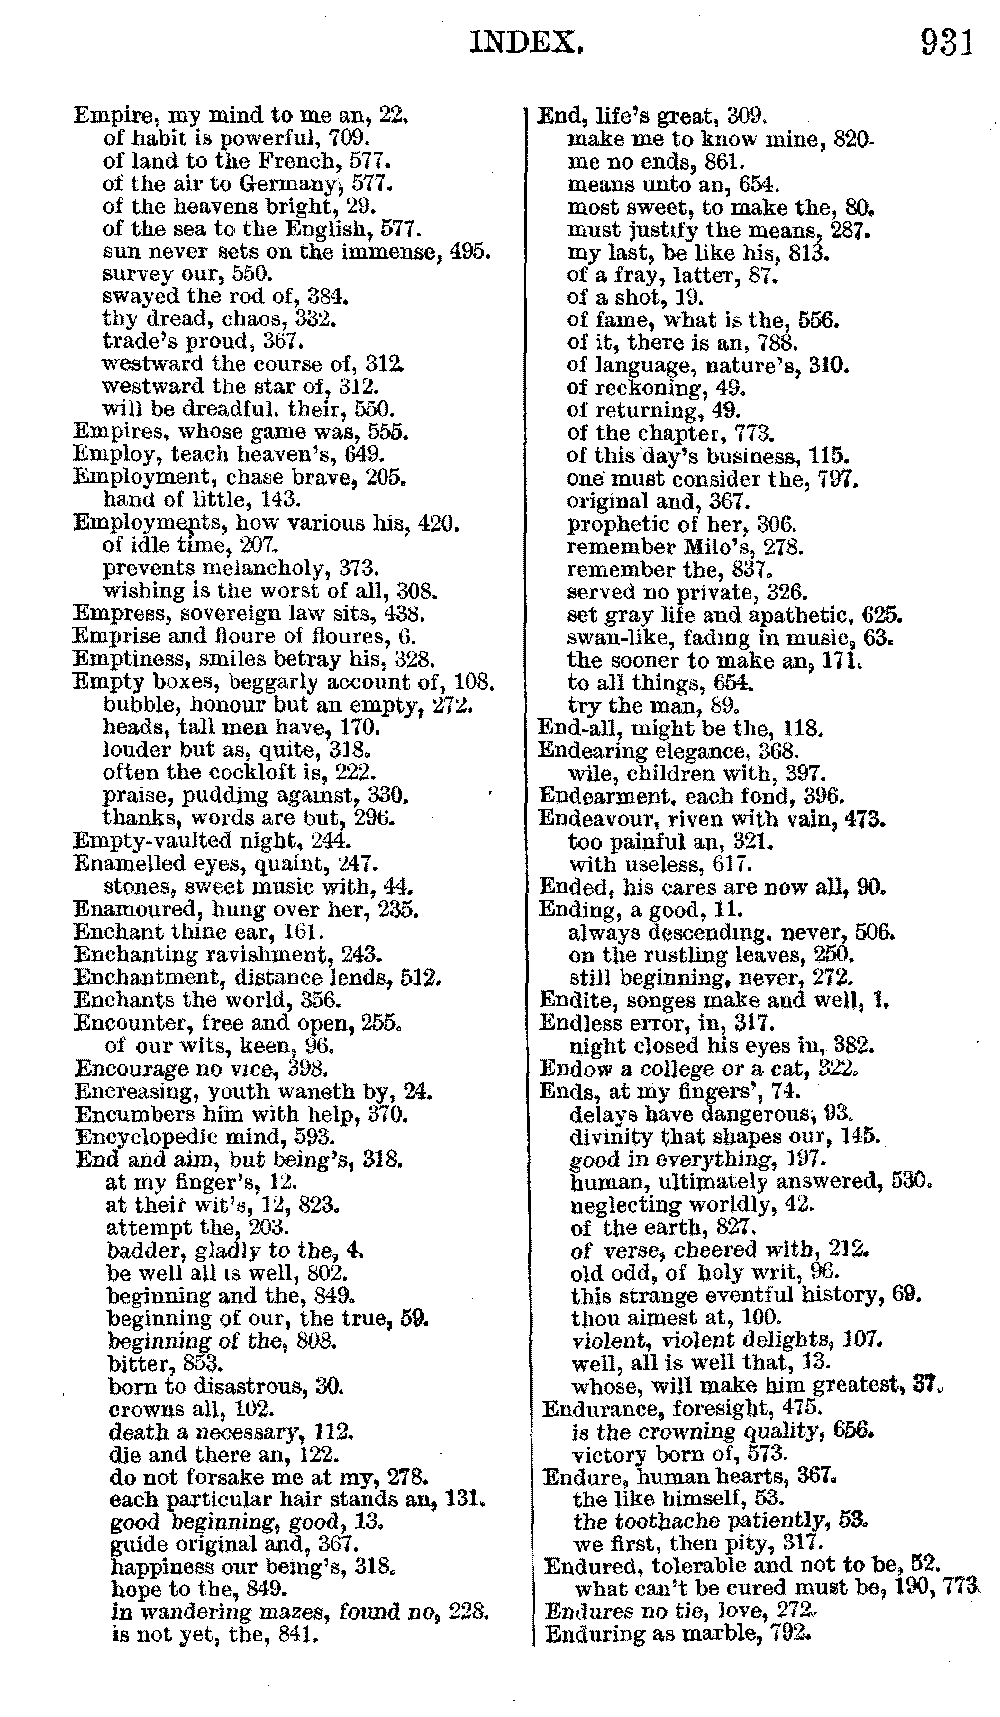 INDEX. 931
Empire, my mind to me an, 22.
of habit is powerful, 709.
of land to the French, 577.
of the air to Germany, 577.
of the heavens bright, 29.
of the sea to the English, 577.
sun never sets on the immense, 495.
survey our, 550.
swayed the rod of, 384.
thy dread, chaos, 332.
trade's proud, 367.
westward the course of, 312.
westward the star of, 312.
will be dreadful, their, 550.
Empires, whose game was, 555.
Employ, teach heaven's, 649.
Employment, chase brave, 205.
hand of little, 143.
Employments, how various his, 420.
of idle time, 207.
prevents melancholy, 373.
wishing is the worst of all, 308.
Empress, sovereign law sits, 438.
Emprise and floure of floures, 6.
Emptiness, smiles betray his, 328.
Empty boxes, beggarly account of, 108.
bubble, honour but an empty, 272.
heads, tall men have, 170.
louder but as, quite, 318.
often the cockloft is, 222.
praise, pudding against, 330.
thanks, words are but, 296.
Empty-vaulted night, 244.
Enamelled eyes, quaint, 247.
stones, sweet music with, 44.
Enamoured, hung over her, 235.
Enchant thine ear, 161.
Enchanting ravishment, 243.
Enchantment, distance lends, 512.
Enchants the world, 356.
Encounter, free and open, 255.
of our wits, keen, 96.
Encourage no vice, 398.
Encreasing, youth waneth by, 24.
Encumbers him with help, 370.
Encyclopedic mind, 593.
End and aim, but being's, 318.
at my finger's, 12.
at their wit's, 12, 823.
attempt the, 203.
badder, gladly to the, 4.
be well all is well, 802.
beginning and the, 849.
beginning of our, the true, 59.
beginning of the, 808.
bitter, 853.
born to disastrous, 30.
crowns all, 102.
death a necessary, 112.
die and there an, 122.
do not forsake me at my, 278.
each particular hair stands an, 131.
good beginning, good, 13.
guide original and, 367.
happiness our being's, 318.
hope to the, 849.
in wandering mazes, found no, 228.
is not yet, the, 841.
End, life's great, 309.
make me to know mine, 820.
me no ends, 861.
means unto an, 654.
most sweet, to make the, 80.
must justify the means, 287.
my last, be like his, 813.
of a fray, latter, 87.
of a shot, 19.
of fame, what is the, 556.
of it, there is an, 788.
of language, nature's, 310.
of reckoning, 49.
of returning, 49.
of the chapter, 773.
of this day's business, 115.
one must consider the, 797.
original and, 367.
prophetic of her, 306.
remember Milo's, 278.
remember the, 837.
served no private, 326.
set gray life and apathetic, 625.
swan-like, fading in music, 63.
the sooner to make an, 171.
to all things, 654.
try the man, 89.
End-all, might be the, 118.
Endearing elegance, 368.
wile, children with, 397.
Endearment, each fond, 396.
Endeavour, riven with vain, 473.
too painful an, 321.
with useless, 617.
Ended, his cares are now all, 90.
Ending, a good, 11.
always descending, never, 506.
on the rustling leaves, 250.
still beginning, never, 272.
Endite, songes make and well, 1.
Endless error, in, 317.
night closed his eyes in, 382.
Endow a college or a cat, 322.
Ends, at my fingers', 74.
delays have dangerous, 93.
divinity that shapes our, 145.
good in everything, 197.
human, ultimately answered, 530.
neglecting worldly, 42.
of the earth, 827.
of verse, cheered with, 212.
old odd, of holy writ, 96.
this strange eventful history, 69.
thou aimest at, 100.
violent, violent delights, 107.
well, all is well that, 13.
whose, will make him greatest, 37.
Endurance, foresight, 475.
is the crowning quality, 656.
victory born of, 573.
Endure, human hearts, 367.
the like himself, 53.
the toothache patiently, 53.
we first, then pity, 317.
Endured, tolerable and not to be, 52.
what can't be cured must be, 190, 773.
Endures no tie, love, 272.
Enduring as marble, 792.